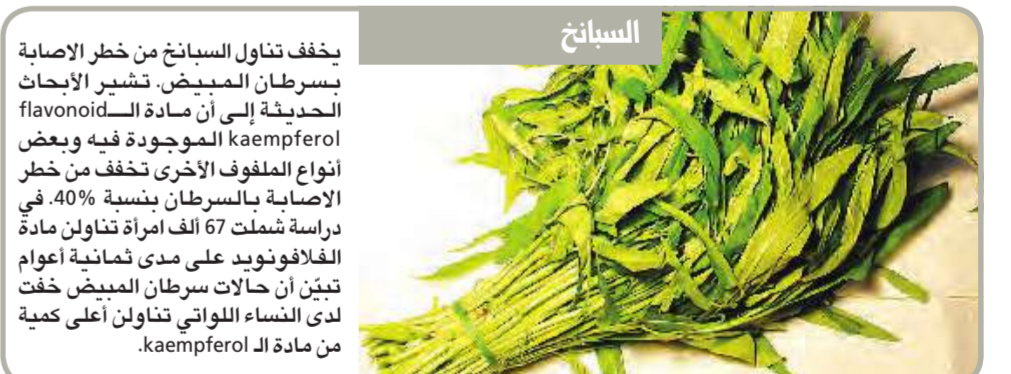 السبانخ
يخفف تناول السبانخ من خطر الاصابة
بسرطان المبيض. تشير الأبحاث
الحديثة إلى أن مادة الـflavonoid
kaempferol الموجودة فيه وبعض
أنواع الملفوف الأخرى تخفف من خطر
الاصابة بالسرطان بنسبة 40%. في
دراسة شملت 67 ألف امرأة تناولن مادة
الفلافونويد على مدى ثمانية أعوام
تبيّن أن حالات سرطان المبيض خفت
لدى النساء اللواتي تناولن أعلى كمية
من مادة الـ kaempferol.